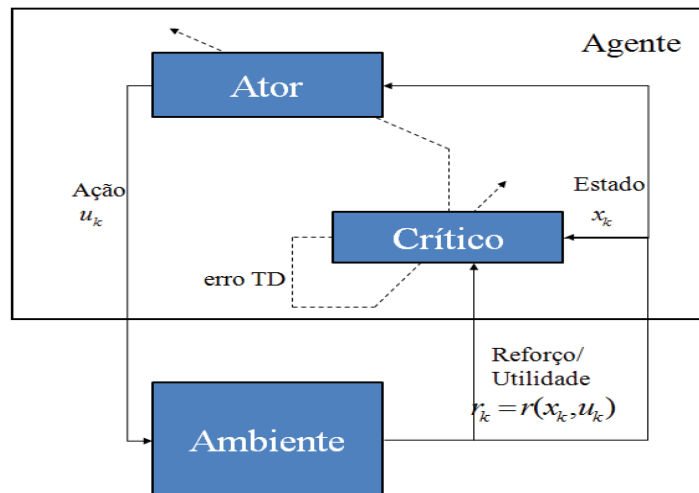 Agente
Ator
Ação
u_k
Estado
x_k
Crítico
erro TD
Reforço/
Utilidade
r_k = r(x_k, u_k)
Ambiente